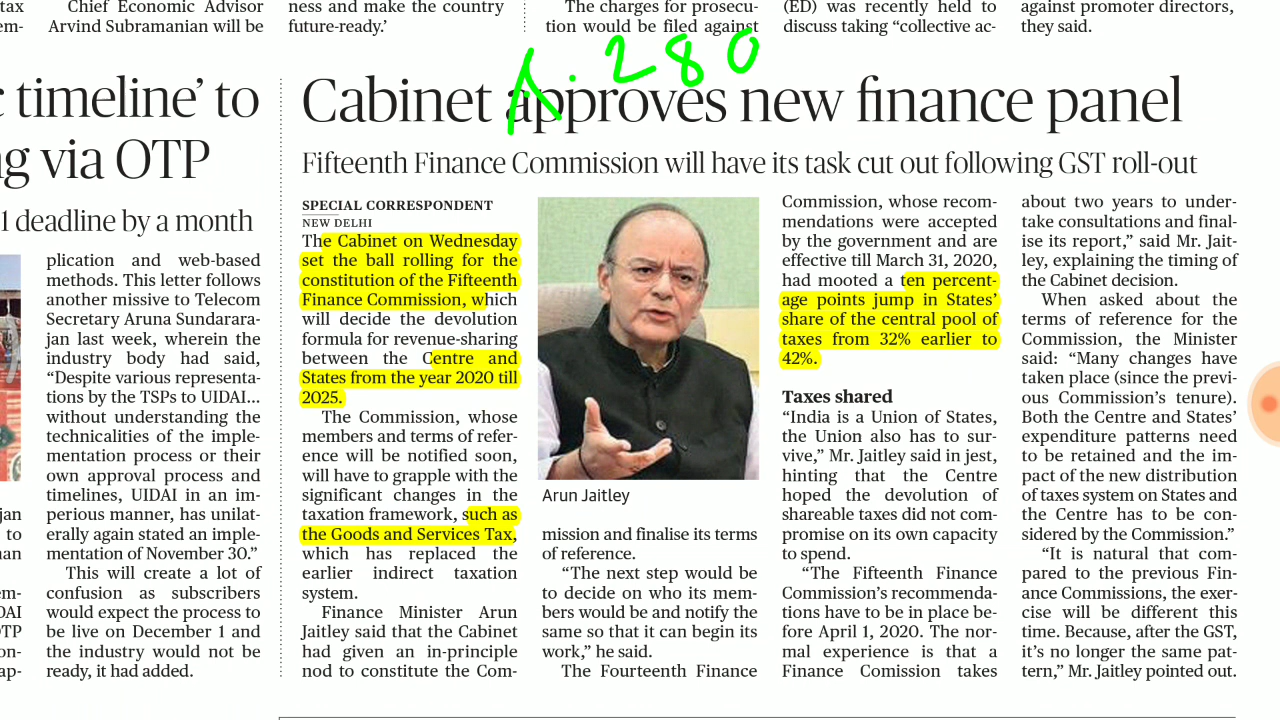 tax
em-
Chief Economic Advisor
Arvind Subramanian will be
ness and make the country
future-ready.’
The charges for prosecu-
tion would be filed against
(ED) was recently held to
discuss taking “collective ac-
against promoter directors,
they said.
timeline’ to
ng via OTP
1 deadline by a month
plication and web-based
methods. This letter follows
another missive to Telecom
Secretary Aruna Sundarara-
jan last week, wherein the
industry body had said,
“Despite various representa-
tions by the TSPs to UIDAI...
without understanding the
technicalities of the imple-
mentation process or their
own approval process and
timelines, UIDAI in an im-
perious manner, has unilat-
erally again stated an imple-
mentation of November 30.”
This will create a lot of
confusion as subscribers
would expect the process to
be live on December 1 and
the industry would not be
ready, it had added.
jan
to
an
em-
DAI
OTP
on-
ap-
A. 280
Cabinet approves new finance panel
Fifteenth Finance Commission will have its task cut out following GST roll-out
SPECIAL CORRESPONDENT
NEW DELHI
The Cabinet on Wednesday
set the ball rolling for the
constitution of the Fifteenth
Finance Commission, which
will decide the devolution
formula for revenue-sharing
between the Centre and
States from the year 2020 till
2025.
The Commission, whose
members and terms of refer-
ence will be notified soon,
will have to grapple with the
significant changes in the
taxation framework, such as
the Goods and Services Tax,
which has replaced the
earlier indirect taxation
system.
Finance Minister Arun
Jaitley said that the Cabinet
had given an in-principle
nod to constitute the Com-
Arun Jaitley
mission and finalise its terms
of reference.
“The next step would be
to decide on who its mem-
bers would be and notify the
same so that it can begin its
work,” he said.
The Fourteenth Finance
Commission, whose recom-
mendations were accepted
by the government and are
effective till March 31, 2020,
had mooted a ten percent-
age points jump in States’
share of the central pool of
taxes from 32% earlier to
42%.
Taxes shared
“India is a Union of States,
the Union also has to sur-
vive,” Mr. Jaitley said in jest,
hinting that the Centre
hoped the devolution of
shareable taxes did not com-
promise on its own capacity
to spend.
“The Fifteenth Finance
Commission’s recommenda-
tions have to be in place be-
fore April 1, 2020. The nor-
mal experience is that a
Finance Comission takes
about two years to under-
take consultations and final-
ise its report,” said Mr. Jait-
ley, explaining the timing of
the Cabinet decision.
When asked about the
terms of reference for the
Commission, the Minister
said: “Many changes have
taken place (since the previ-
ous Commission’s tenure).
Both the Centre and States’
expenditure patterns need
to be retained and the im-
pact of the new distribution
of taxes system on States and
the Centre has to be con-
sidered by the Commission.”
“It is natural that com-
pared to the previous Fin-
ance Commissions, the exer-
cise will be different this
time. Because, after the GST,
it’s no longer the same pat-
tern,” Mr. Jaitley pointed out.